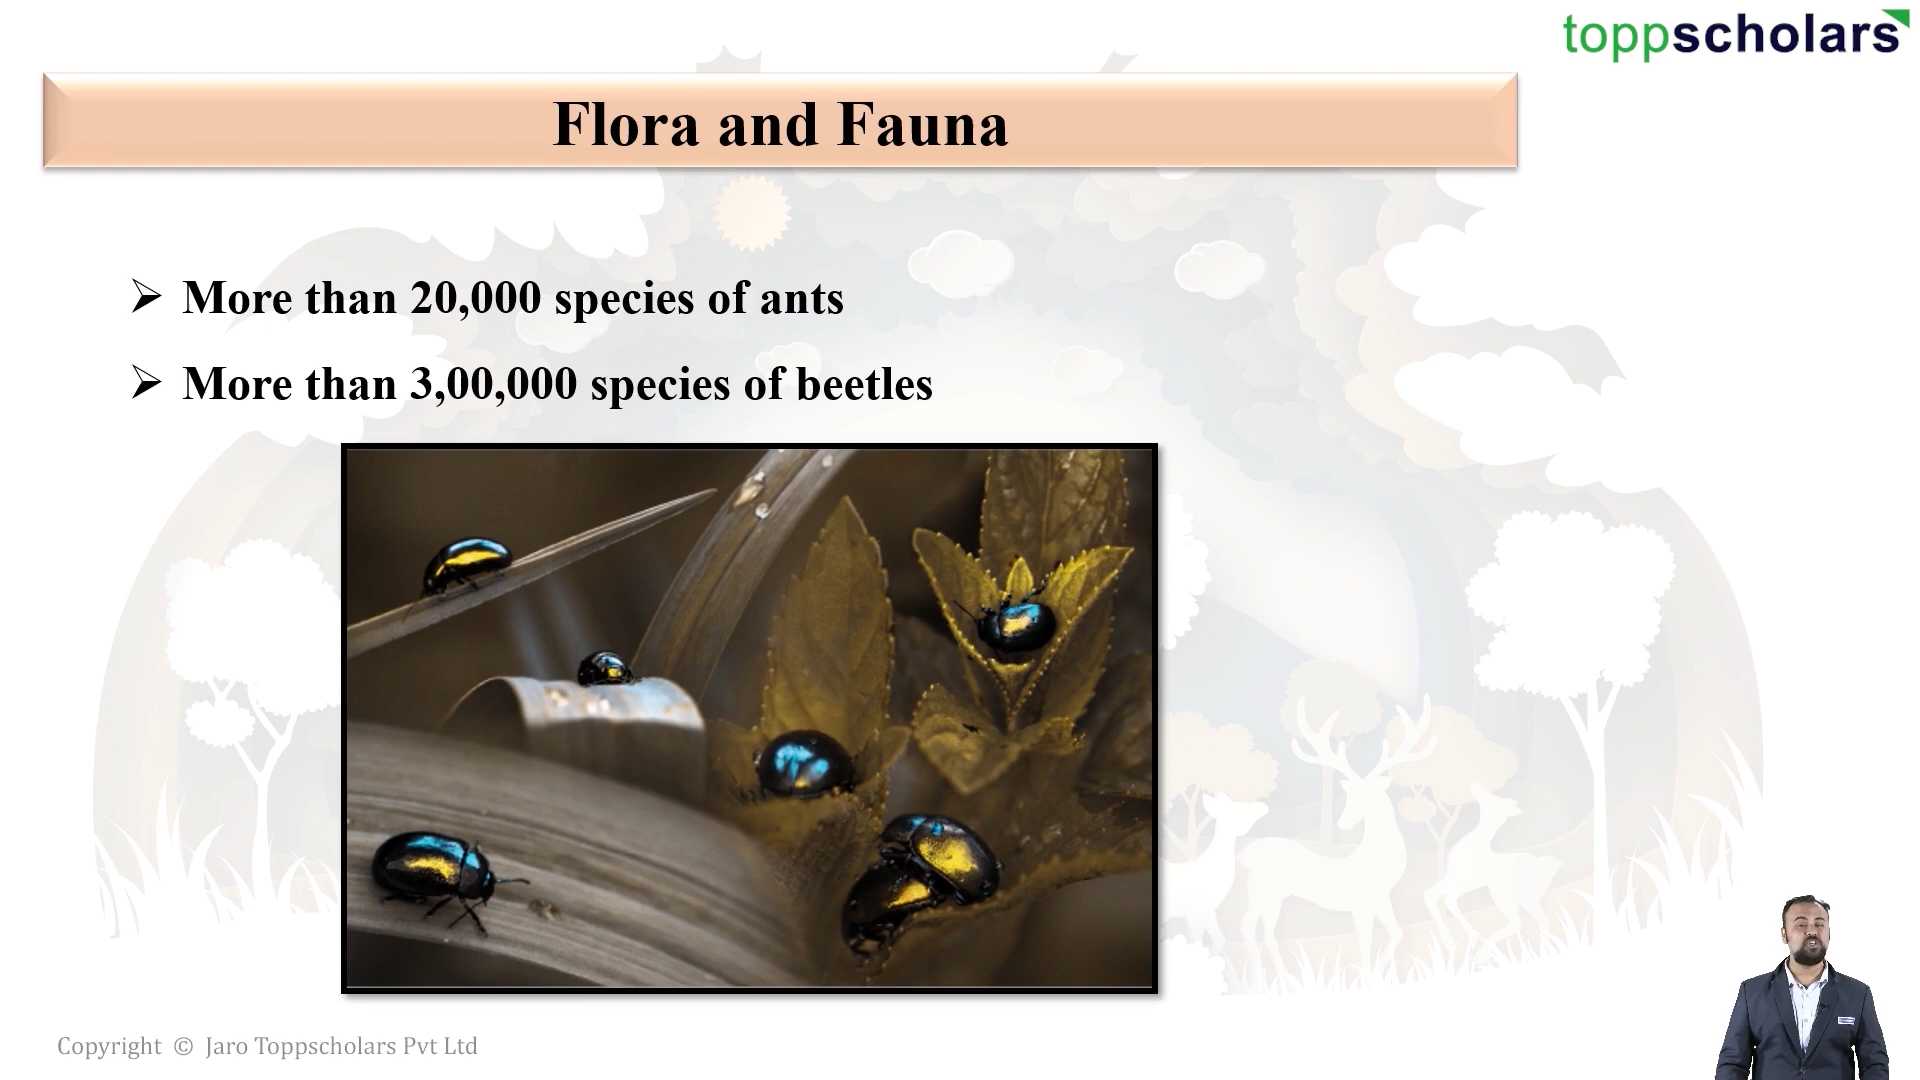 toppscholars
Flora and Fauna
➢ More than 20,000 species of ants
➢ More than 3,00,000 species of beetles
Copyright © Jaro Toppscholars Pvt Ltd